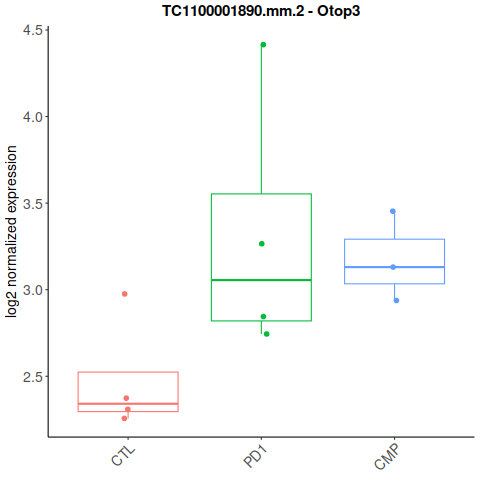 TC1100001890.mm.2 - Otop3
log2 normalized expression
4.5
4.0
3.5
3.0
2.5
CTL
PD1
CMP